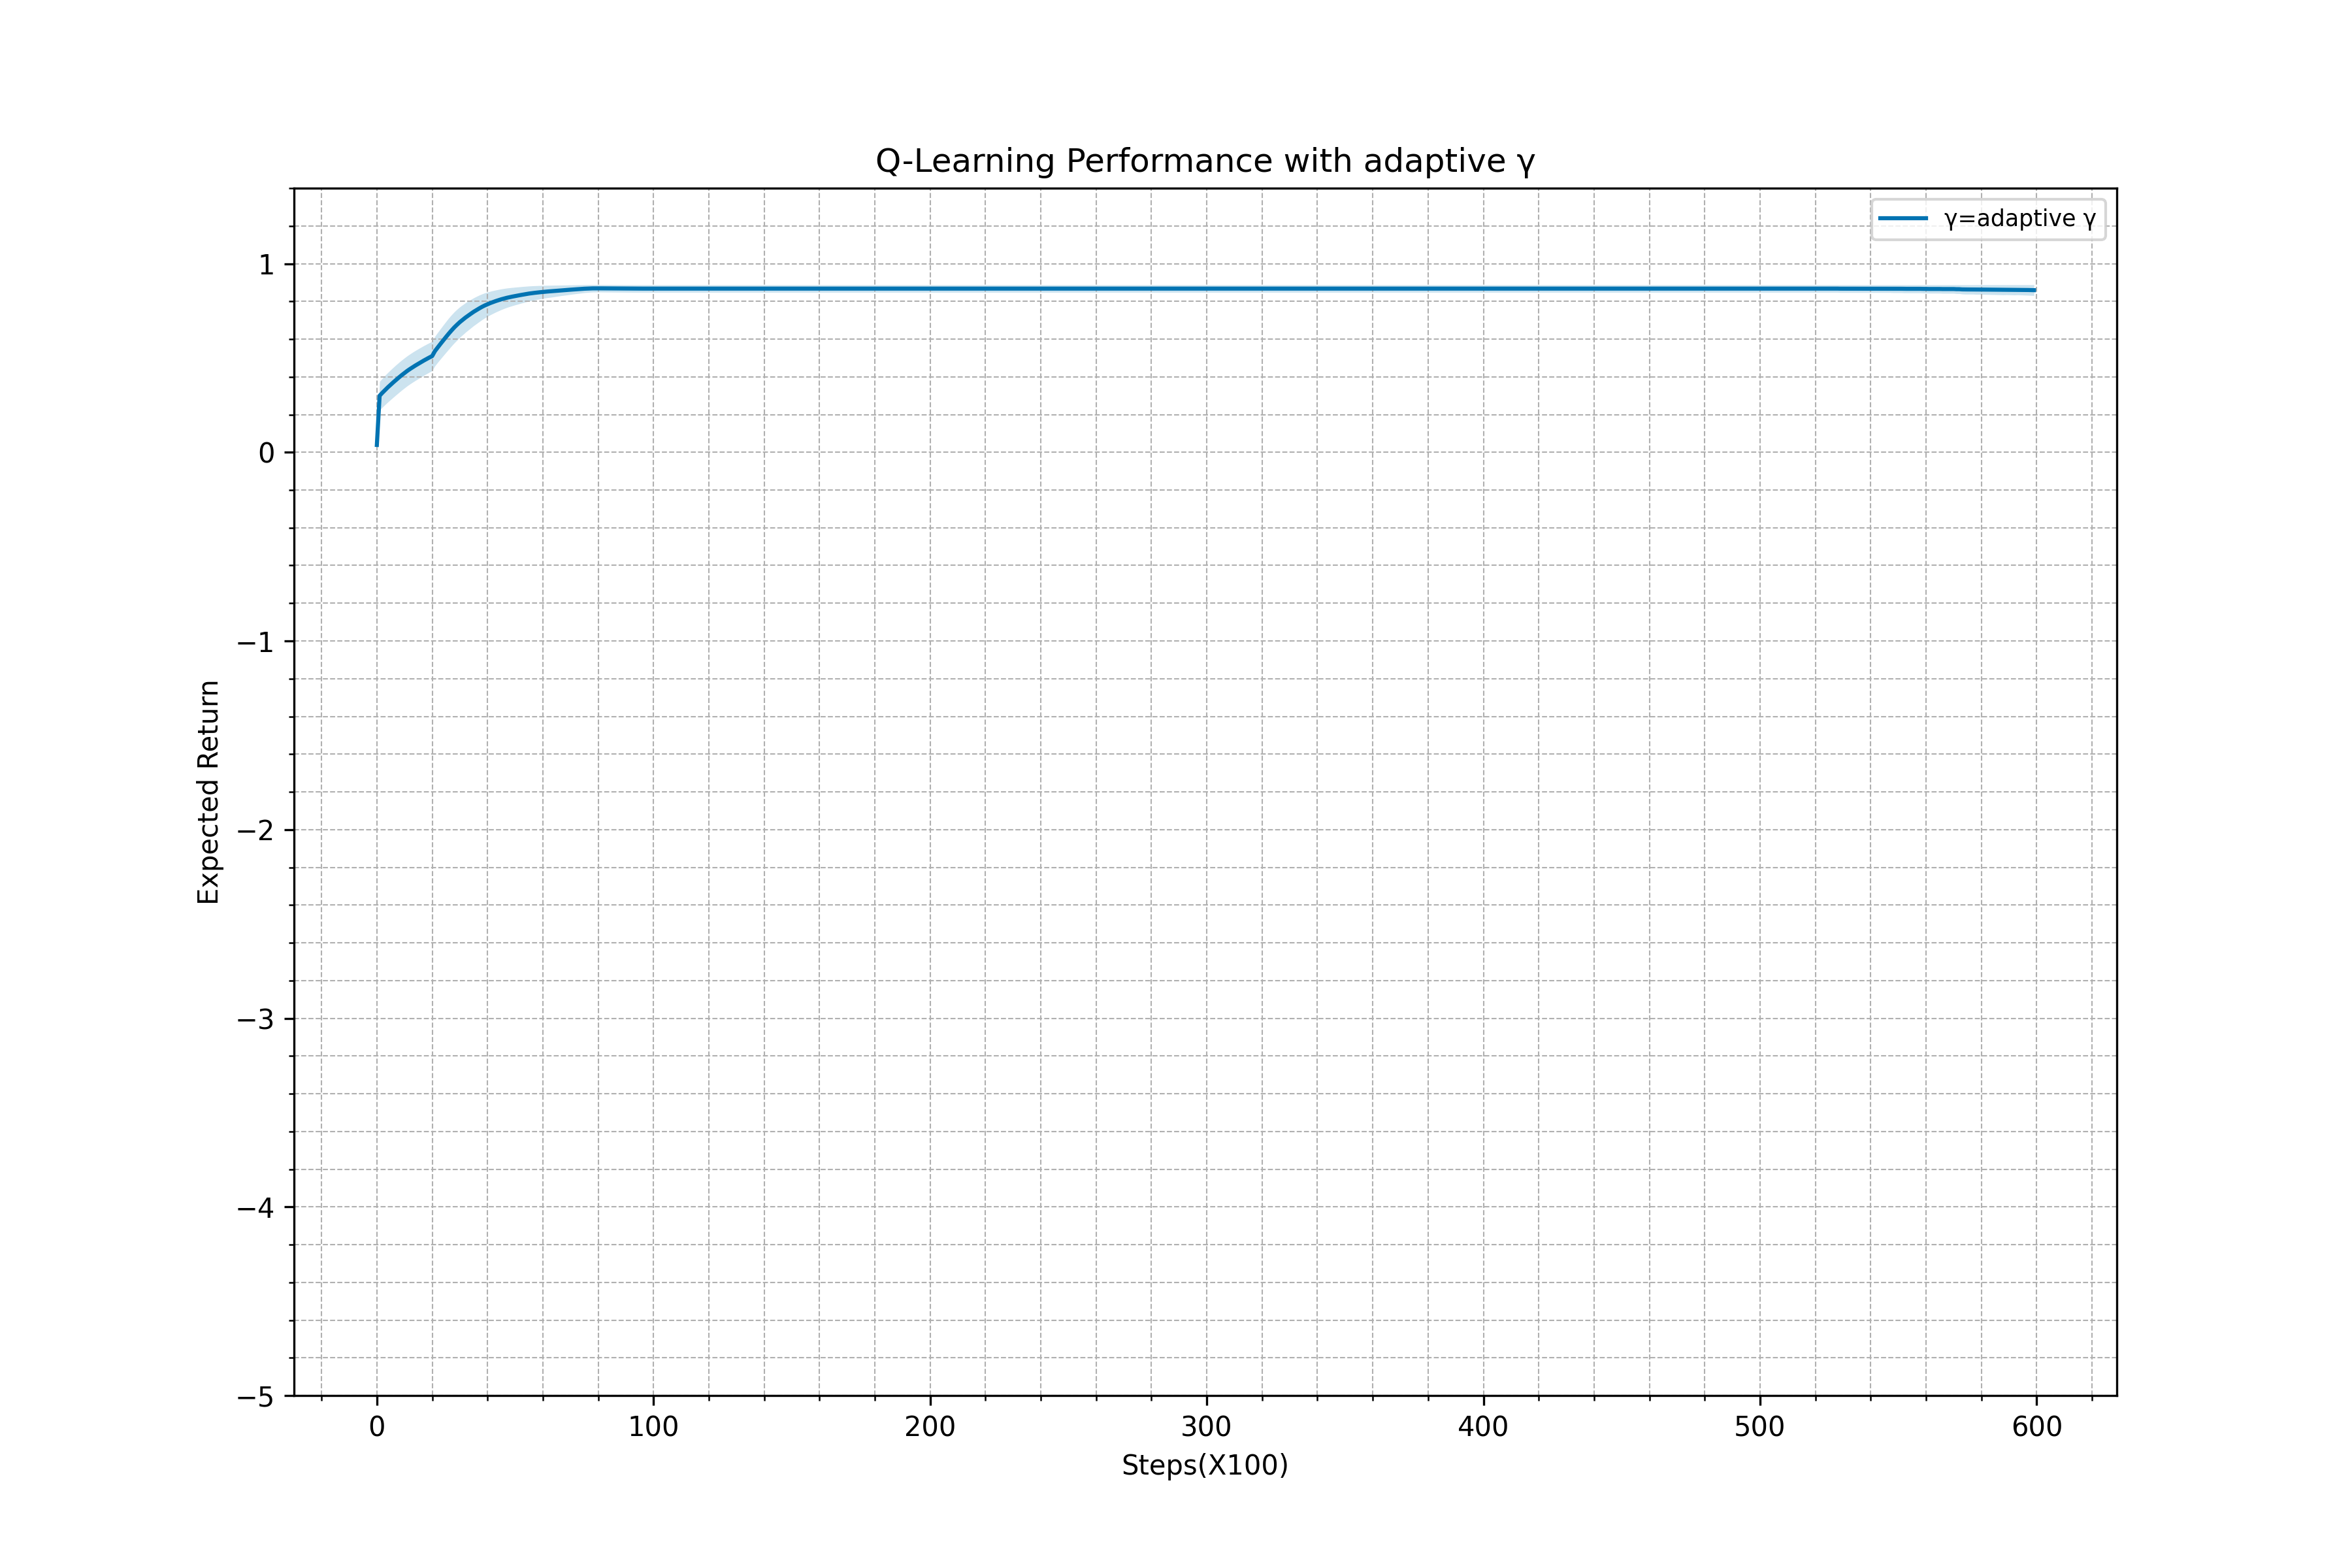 Q-Learning Performance with adaptive γ
γ=adaptive γ
1
0
−1
−2
−3
−4
−5
Expected Return
0 100 200 300 400 500 600
Steps(X100)